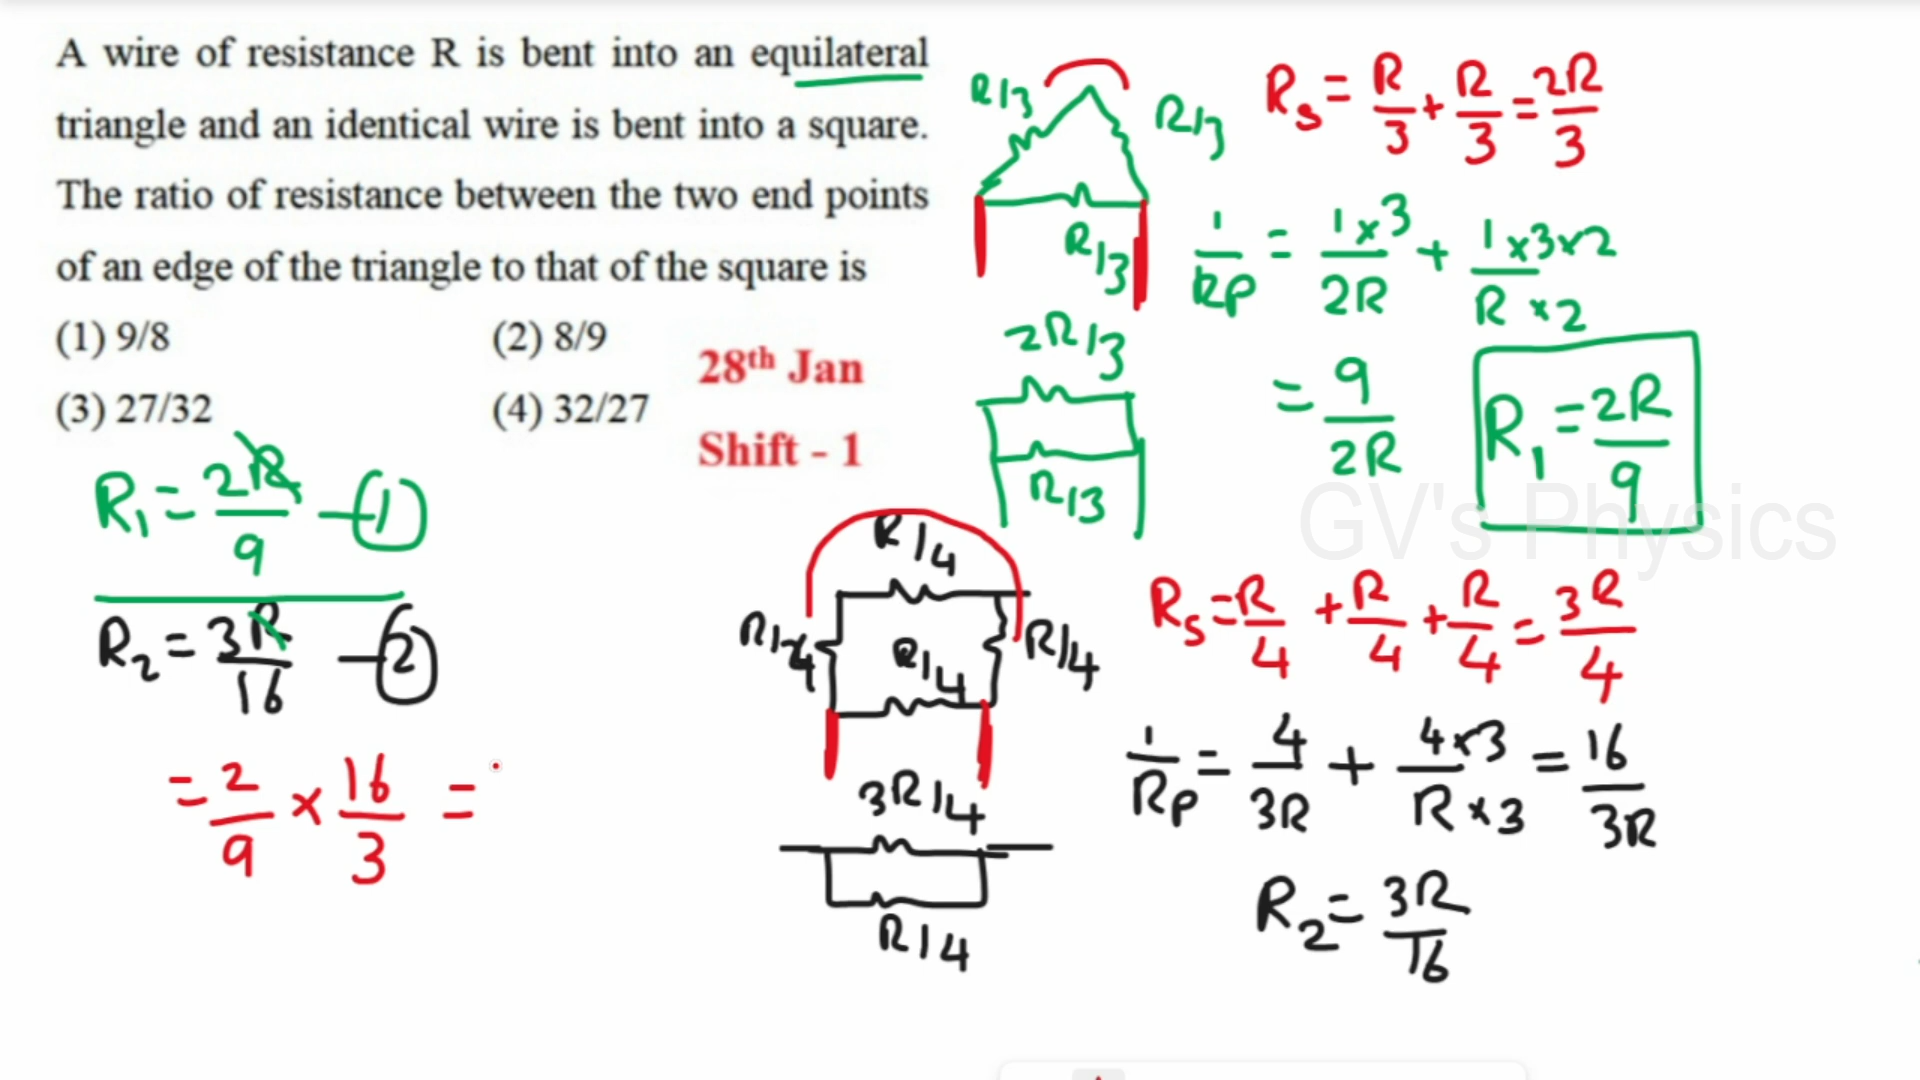 A wire of resistance R is bent into an equilateral
triangle and an identical wire is bent into a square.
The ratio of resistance between the two end points
of an edge of the triangle to that of the square is
(1) 9/8 (2) 8/9
(3) 27/32 (4) 32/27
28th Jan
Shift - 1
R1 = 2R/9 - (1)
R2 = 3R/16 - (2)
= 2/9 × 16/3 =
R/3
R/3
R/3
2R/3
R/3
Rs = R/3 + R/3 = 2R/3
1/Rp = 1×3/2R + 1×3×2/R×2
= 9/2R
R1 = 2R/9
GV's Physics
R/4
R/4
R/4
R/4
3R/4
R/4
Rs = R/4 + R/4 + R/4 = 3R/4
1/Rp = 4/3R + 4×3/R×3 = 16/3R
R2 = 3R/16